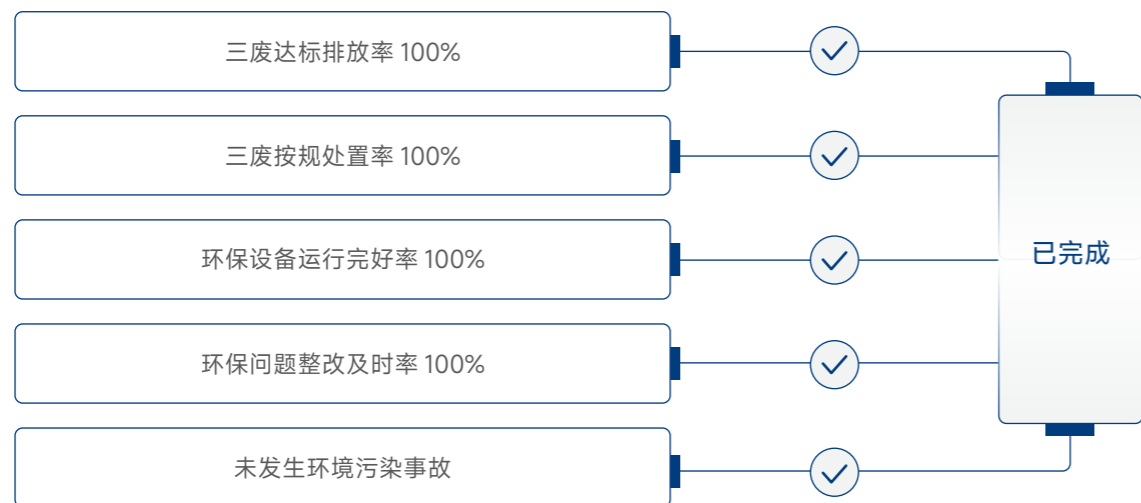 三废达标排放率 100%
三废按规处置率 100%
环保设备运行完好率 100%
环保问题整改及时率 100%
未发生环境污染事故
已完成